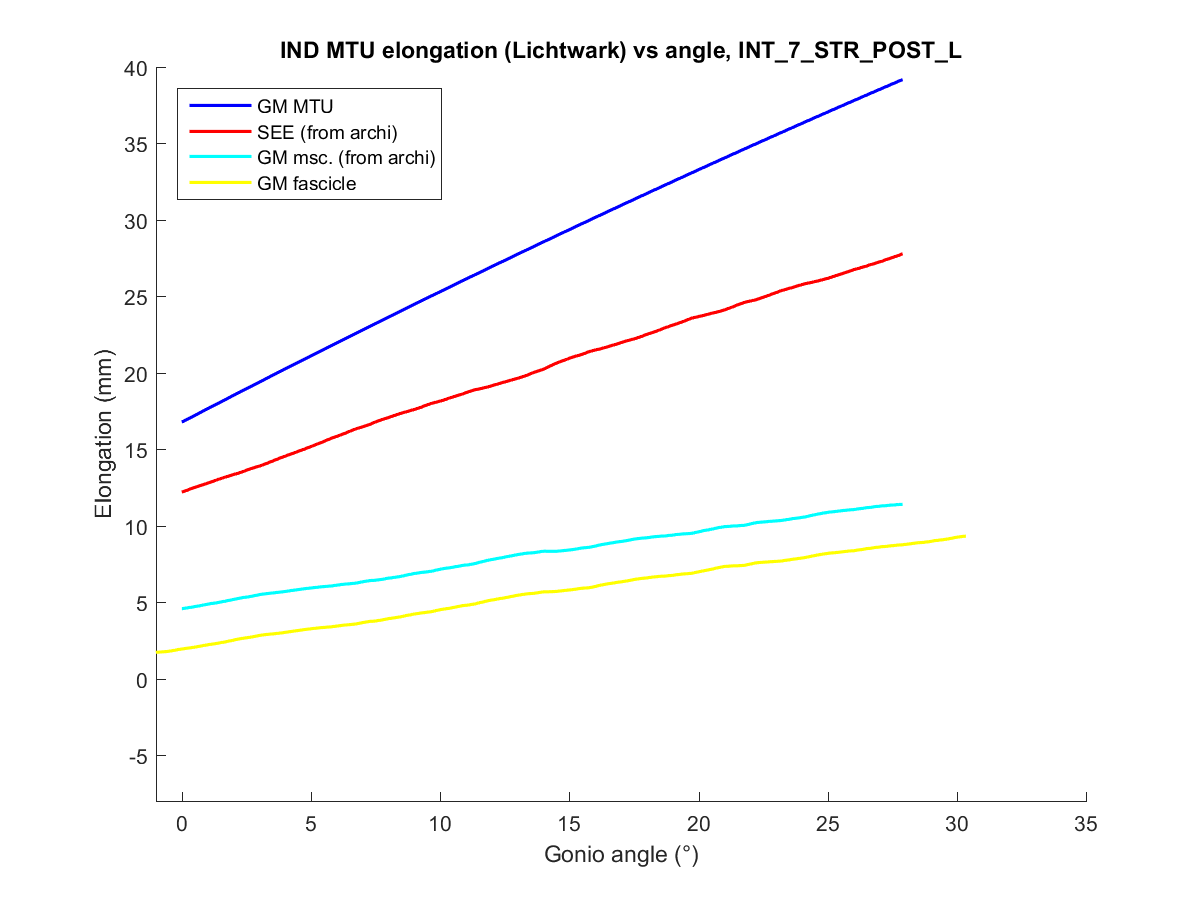 IND MTU elongation (Lichtwark) vs angle, INT_7_STR_POST_L
GM MTU
SEE (from archi)
GM msc. (from archi)
GM fascicle
40
35
30
25
20
15
10
5
0
-5
Elongation (mm)
0 5 10 15 20 25 30 35
Gonio angle (°)